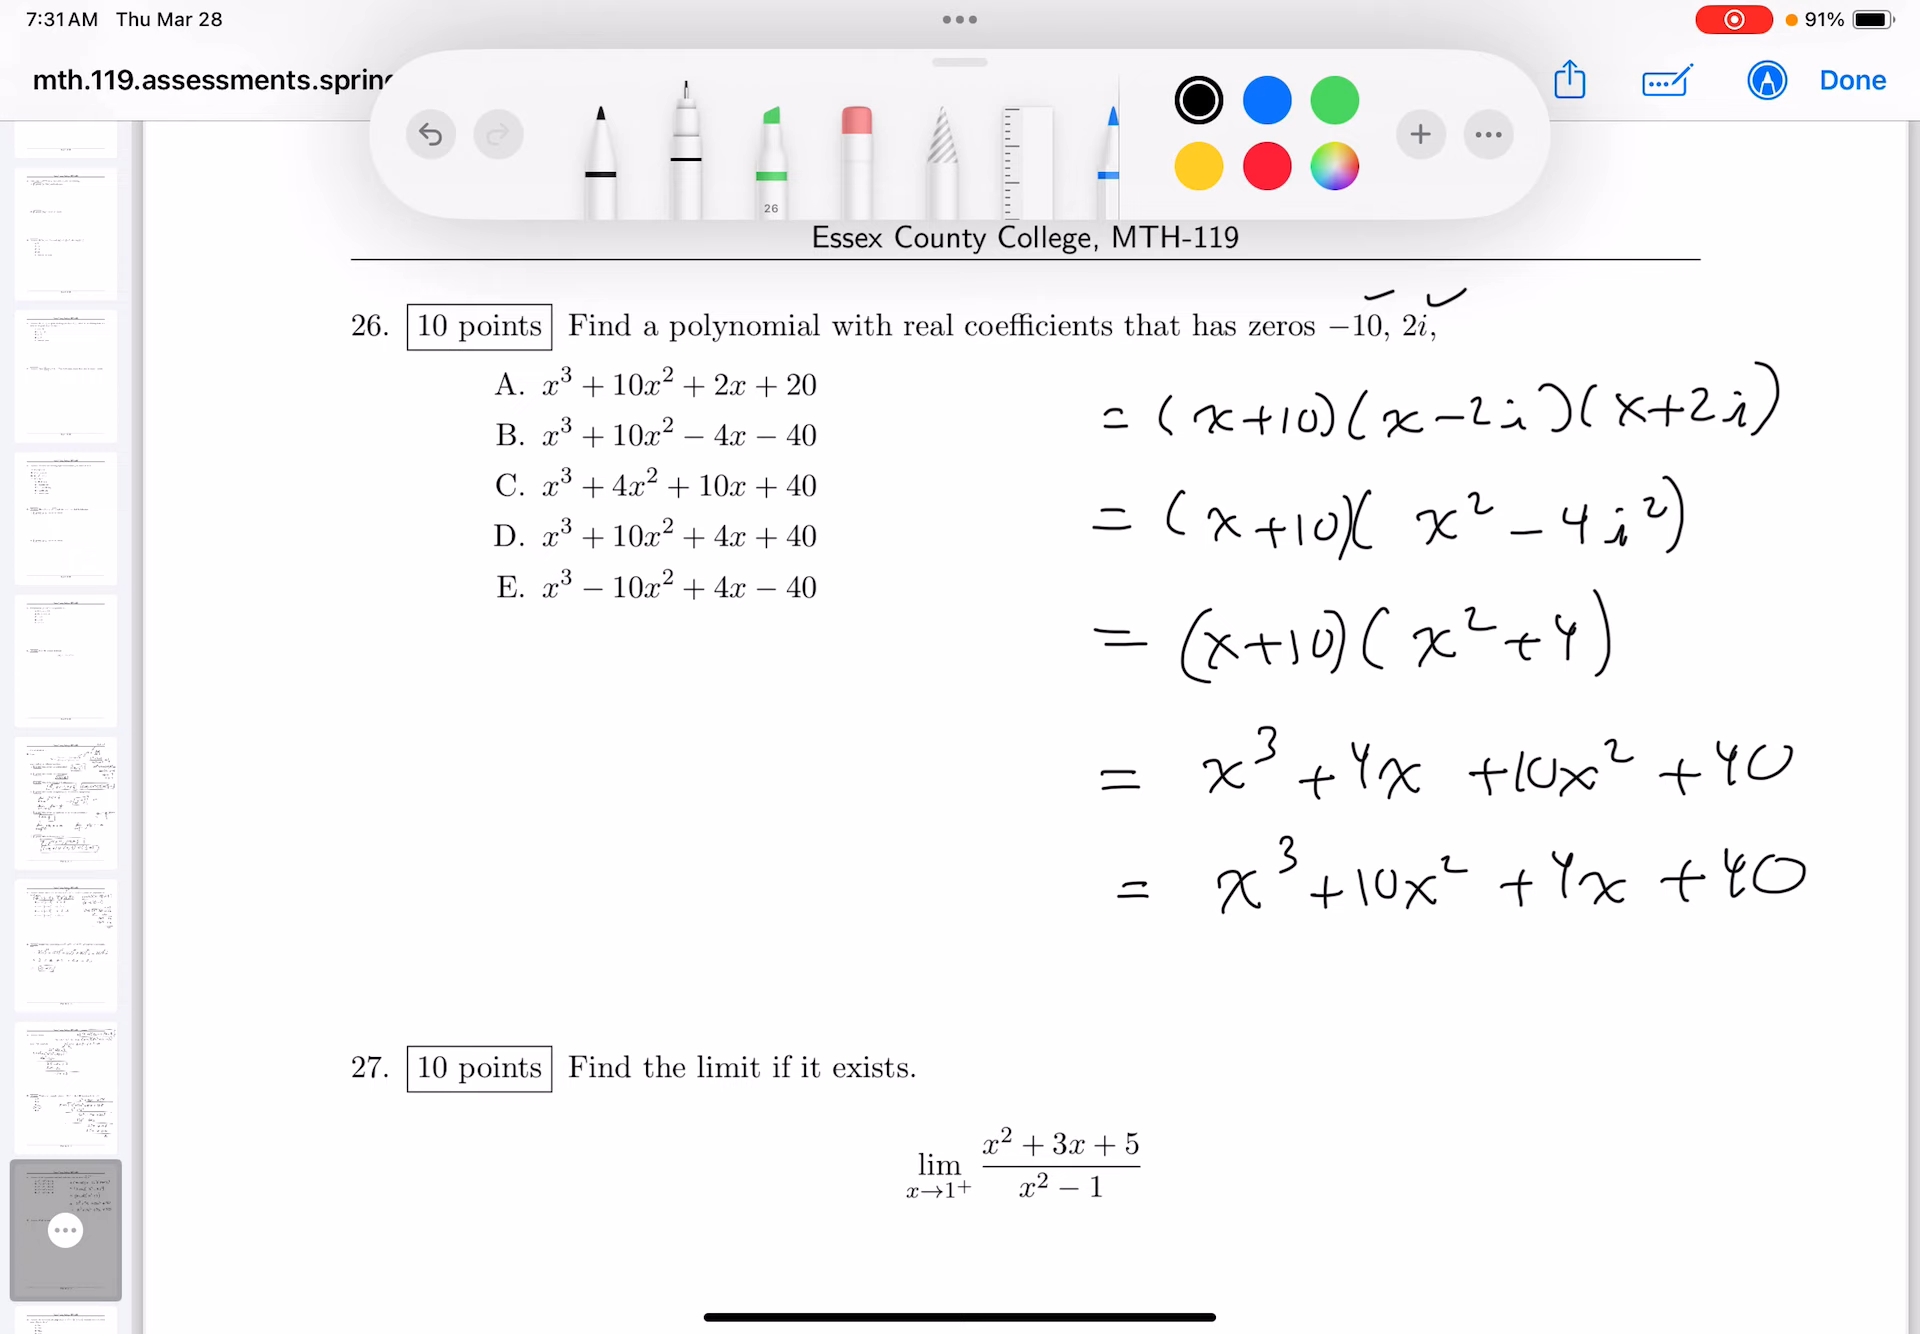 7:31 AM Thu Mar 28
91%
mth.119.assessments.spring
Done
26
Essex County College, MTH-119
26. 10 points Find a polynomial with real coefficients that has zeros −10, 2i,
A. x³ + 10x² + 2x + 20
B. x³ + 10x² − 4x − 40
C. x³ + 4x² + 10x + 40
D. x³ + 10x² + 4x + 40
E. x³ − 10x² + 4x − 40
= (x+10)(x−2i)(x+2i)
= (x+10)(x² − 4i²)
= (x+10)(x²+4)
= x³ + 4x + 10x² + 40
= x³ + 10x² + 4x + 40
27. 10 points Find the limit if it exists.
lim x→1⁺ (x² + 3x + 5)/(x² − 1)